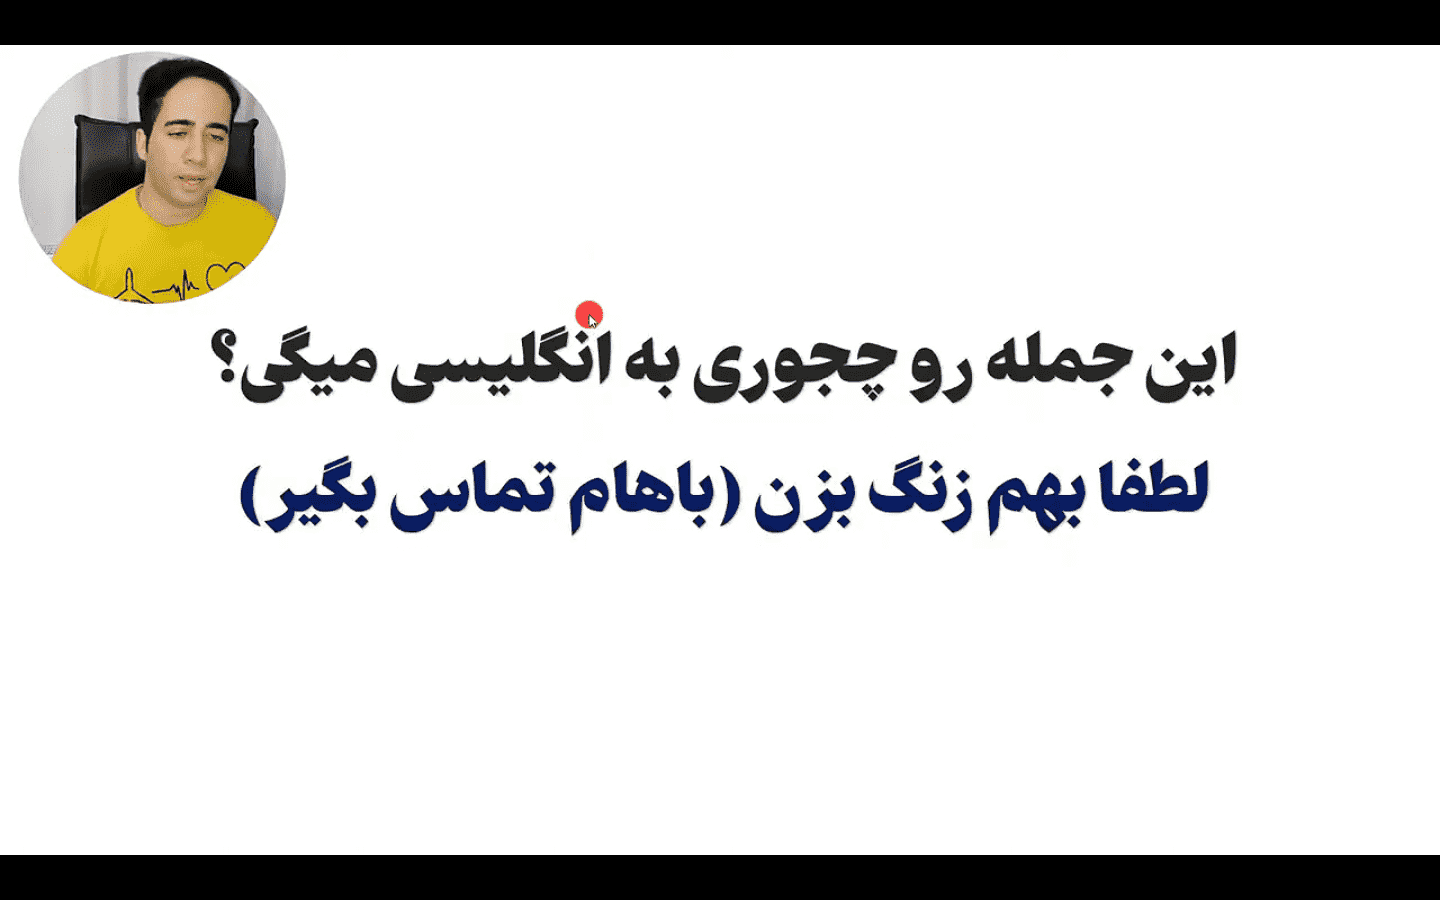 این جمله رو چجوری به انگلیسی میگی؟
لطفا بهم زنگ بزن (باهام تماس بگیر)